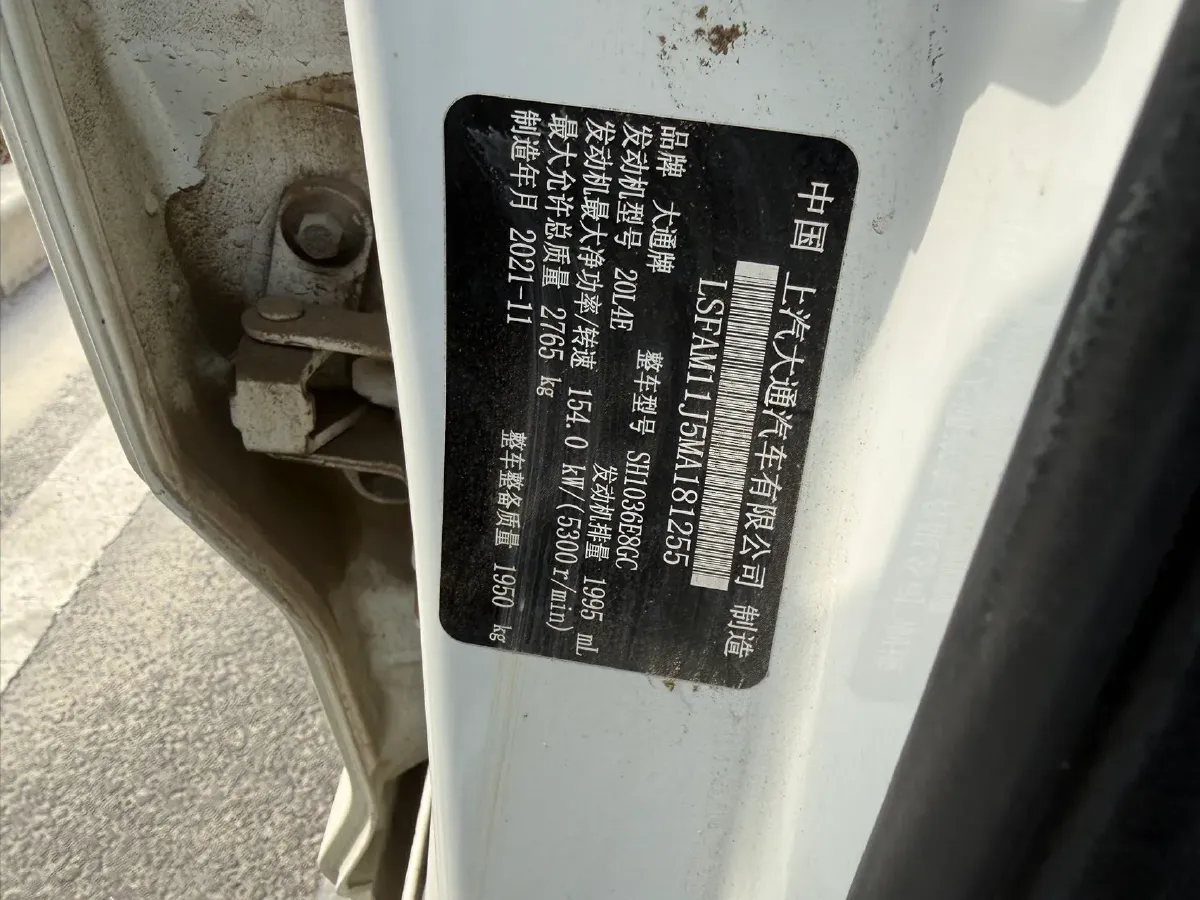 中国 上汽大通汽车有限公司 制造
LSFAM11J5MA181255
品牌 大通牌 整车型号 SH1036E8GC
发动机型号 20L4E 发动机排量 1995 mL
发动机最大净功率/转速 154.0 kW/(5300r/min)
最大允许总质量 2765 kg
制造年月 2021-11 整车整备质量 1950 kg